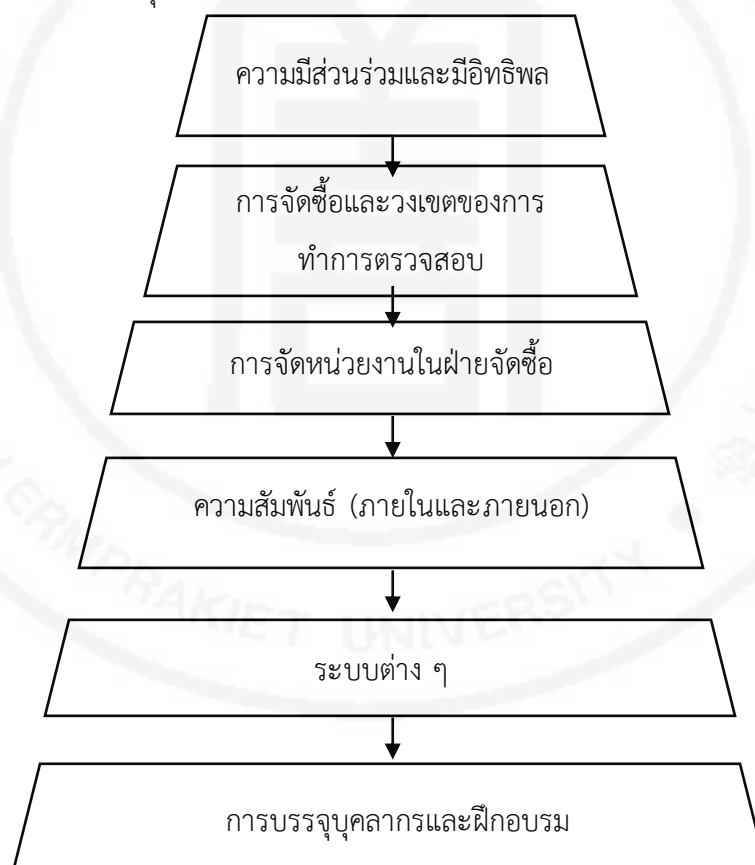 ความมีส่วนร่วมและมีอิทธิพล
การจัดซื้อและวงเขตของการ
ทำการตรวจสอบ
การจัดหน่วยงานในฝ่ายจัดซื้อ
ความสัมพันธ์ (ภายในและภายนอก)
ระบบต่าง ๆ
การบรรจุบุคลากรและฝึกอบรม
UNIVERSITY